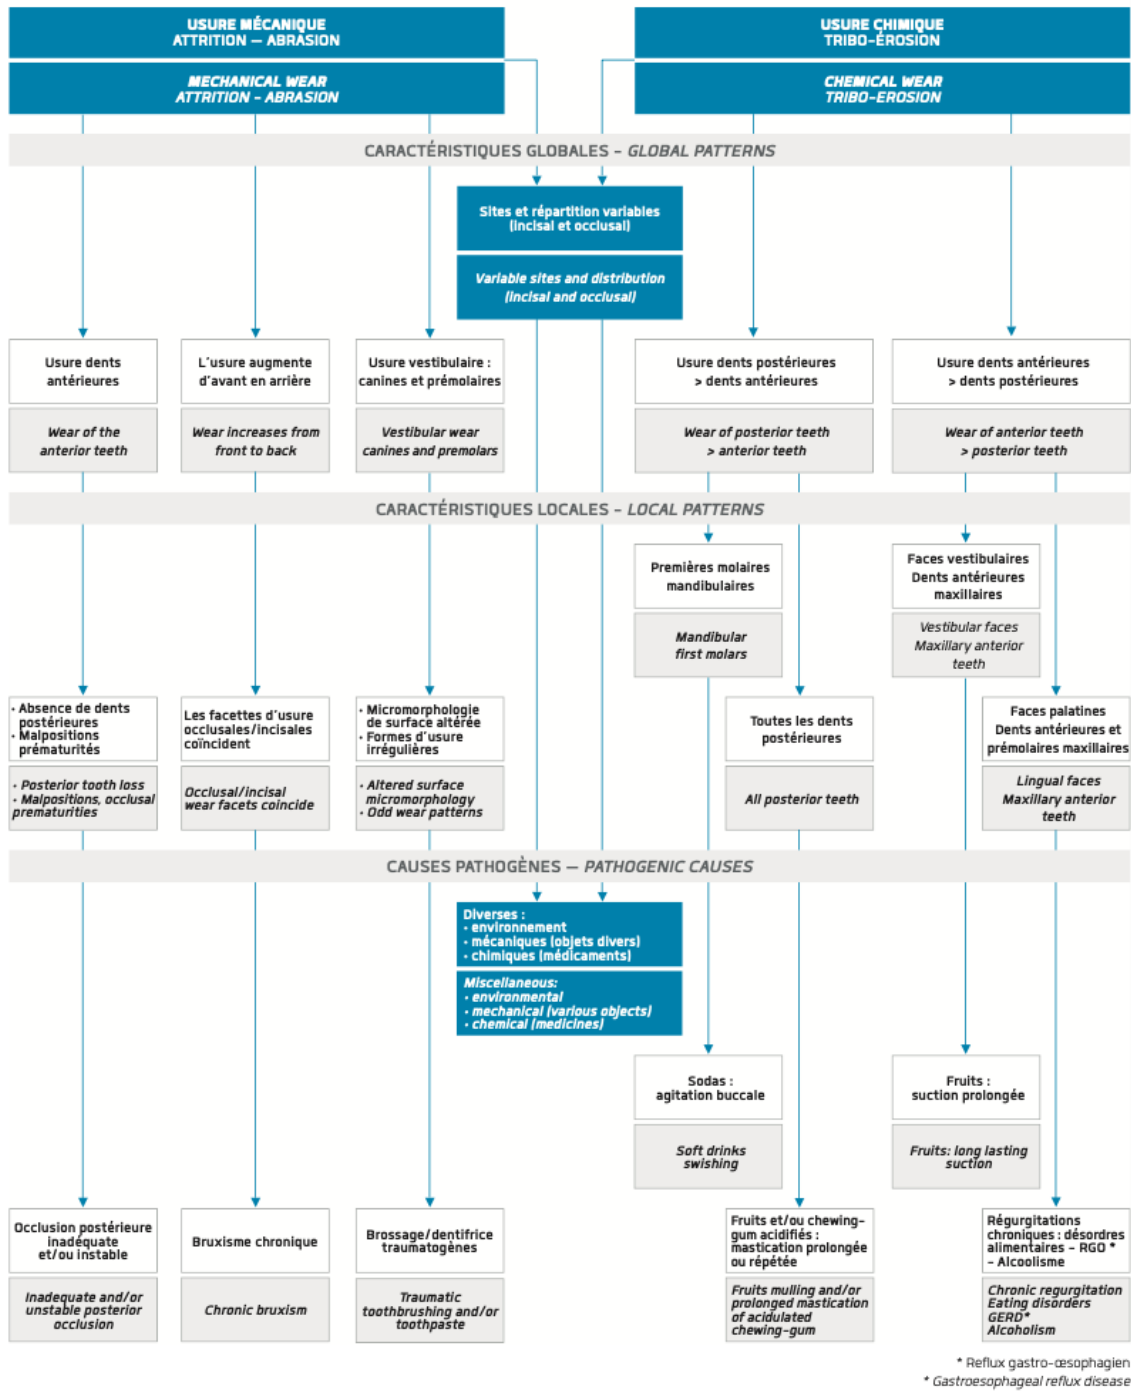 USURE MÉCANIQUE
ATTRITION — ABRASION
MECHANICAL WEAR
ATTRITION - ABRASION
USURE CHIMIQUE
TRIBO-ÉROSION
CHEMICAL WEAR
TRIBO-EROSION
CARACTÉRISTIQUES GLOBALES - GLOBAL PATTERNS
Sites et répartition variables
(incisal et occlusal)
Variable sites and distribution
(incisal and occlusal)
Usure dents
antérieures
Wear of the
anterior teeth
L'usure augmente
d'avant en arrière
Wear increases from
front to back
Usure vestibulaire :
canines et prémolaires
Vestibular wear
canines and premolars
Usure dents postérieures
> dents antérieures
Wear of posterior teeth
> anterior teeth
Usure dents antérieures
> dents postérieures
Wear of anterior teeth
> posterior teeth
CARACTÉRISTIQUES LOCALES - LOCAL PATTERNS
Premières molaires
mandibulaires
Mandibular
first molars
Faces vestibulaires
Dents antérieures
maxillaires
Vestibular faces
Maxillary anterior
teeth
• Absence de dents
postérieures
• Malpositions
prématurités
• Posterior tooth loss
• Malpositions, occlusal
prematurities
Les facettes d'usure
occlusales/incisales
coïncident
Occlusal/incisal
wear facets coincide
• Micromorphologie
de surface altérée
• Formes d'usure
irrégulières
• Altered surface
micromorphology
• Odd wear patterns
Toutes les dents
postérieures
All posterior teeth
Faces palatines
Dents antérieures et
prémolaires maxillaires
Lingual faces
Maxillary anterior
teeth
CAUSES PATHOGÈNES — PATHOGENIC CAUSES
Diverses :
• environnement
• mécaniques (objets divers)
• chimiques (médicaments)
Miscellaneous:
• environmental
• mechanical (various objects)
• chemical (medicines)
Sodas :
agitation buccale
Soft drinks
swishing
Fruits :
suction prolongée
Fruits: long lasting
suction
Occlusion postérieure
inadéquate
et/ou instable
Inadequate and/or
unstable posterior
occlusion
Bruxisme chronique
Chronic bruxism
Brossage/dentifrice
traumatogènes
Traumatic
toothbrushing and/or
toothpaste
Fruits et/ou chewing-
gum acidifiés :
mastication prolongée
ou répétée
Fruits mulling and/or
prolonged mastication
of acidulated
chewing-gum
Régurgitations
chroniques : désordres
alimentaires - RGO *
- Alcoolisme
Chronic regurgitation
Eating disorders
GERD*
Alcoholism
* Reflux gastro-œsophagien
* Gastroesophageal reflux disease